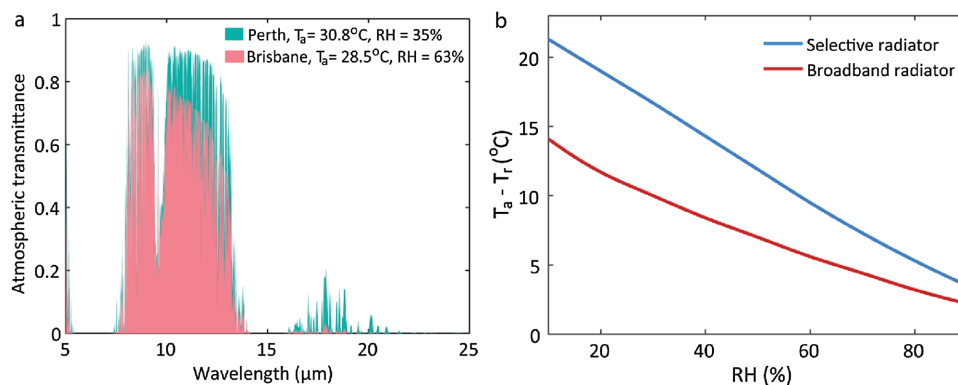 a
Perth, Tₐ= 30.8°C, RH = 35%
Brisbane, Tₐ= 28.5°C, RH = 63%
Atmospheric transmittance
1
0.8
0.6
0.4
0.2
0
5 10 15 20 25
Wavelength (µm)
b
Selective radiator
Broadband radiator
Tₐ - Tᵣ (°C)
20
15
10
5
0
20 40 60 80
RH (%)